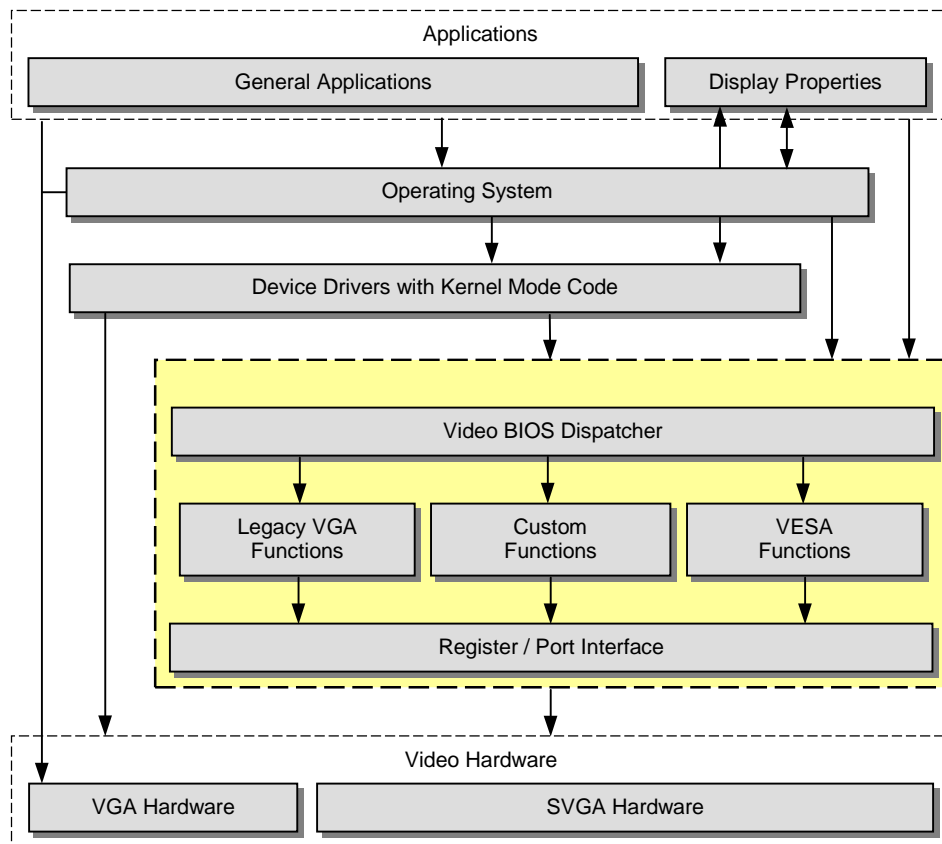 Applications
General Applications
Display Properties
Operating System
Device Drivers with Kernel Mode Code
Video BIOS Dispatcher
Legacy VGA
Functions
Custom
Functions
VESA
Functions
Register / Port Interface
Video Hardware
VGA Hardware
SVGA Hardware